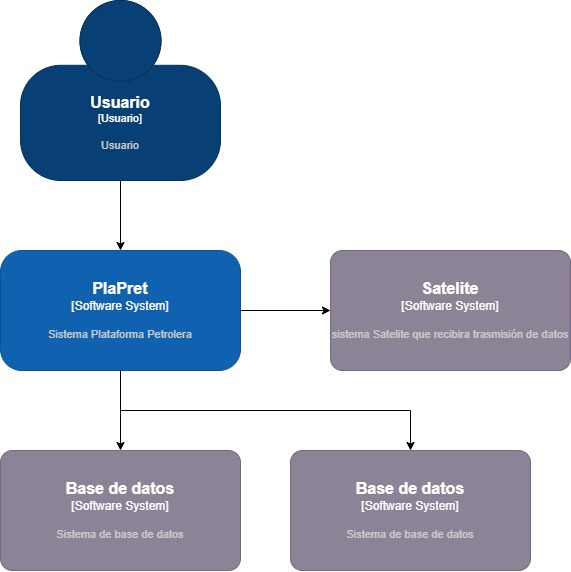 Usuario
[Usuario]
Usuario
PlaPret
[Software System]
Sistema Plataforma Petrolera
Satelite
[Software System]
sistema Satelite que recibira trasmisión de datos
Base de datos
[Software System]
Sistema de base de datos
Base de datos
[Software System]
Sistema de base de datos